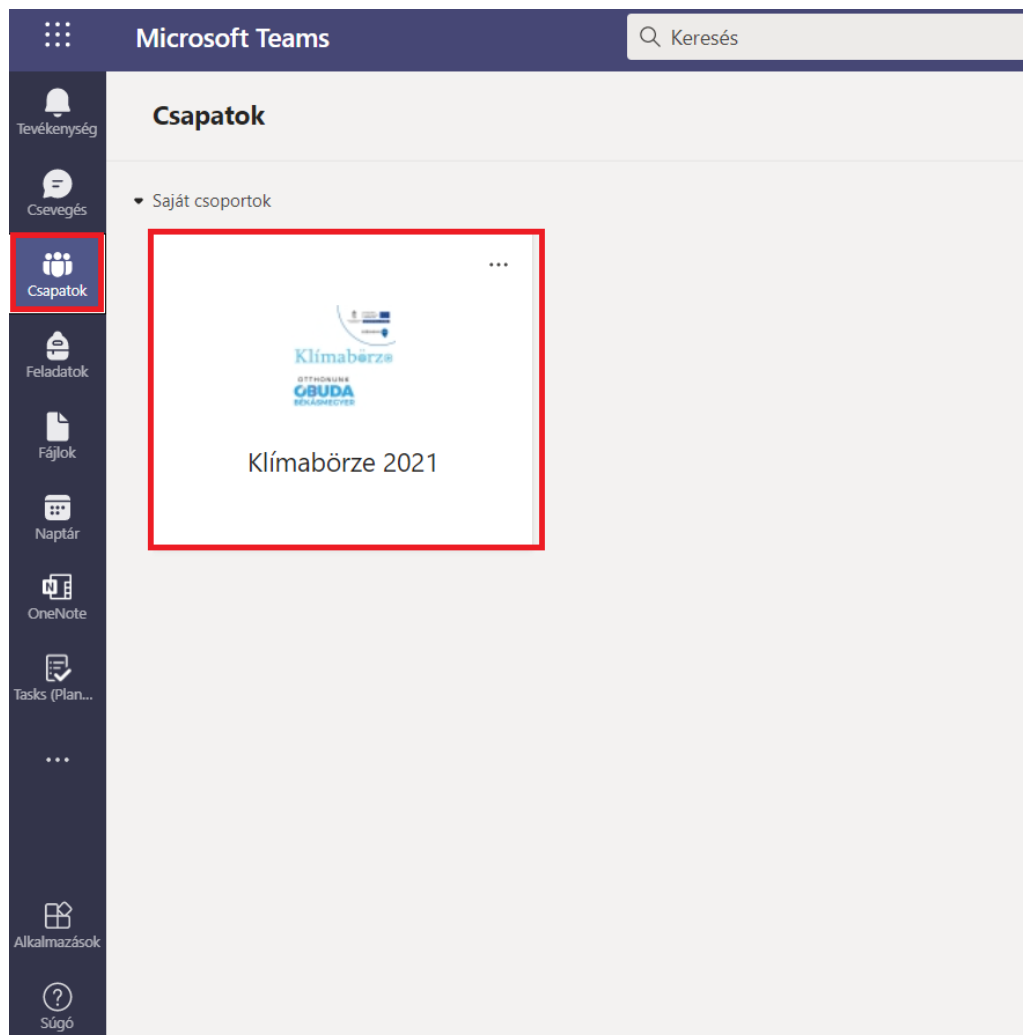 Microsoft Teams
Keresés
Tevékenység
Csevegés
Csapatok
Feladatok
Fájlok
Naptár
OneNote
Tasks (Plan...
Alkalmazások
Súgó
Csapatok
Saját csoportok
Klímabörze
OTTHONUNK
ÓBUDA
BÉKÁSMEGYER
Klímabörze 2021